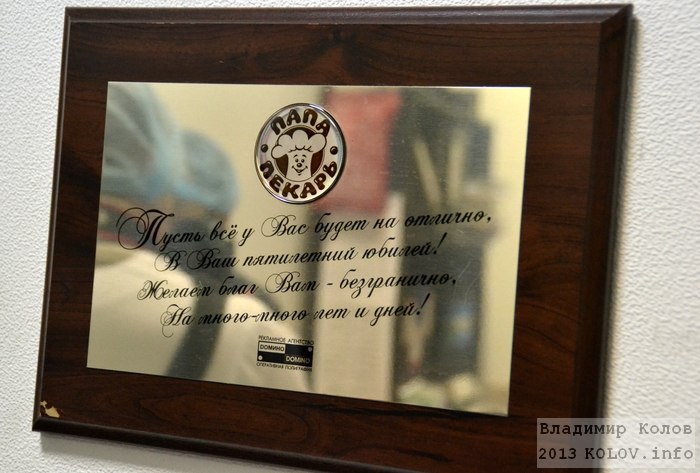 ПАПА
ПЕКАРЬ
Пусть всё у Вас будет на отлично,
В Ваш пятилетний юбилей!
Желаем благ Вам - безгранично,
На много-много лет и дней!
РЕКЛАМНОЕ АГЕНТСТВО
DOMINO
DOMINO
ОПЕРАТИВНАЯ ПОЛИГРАФИЯ
Владимир Колов
2013 KOLOV.info